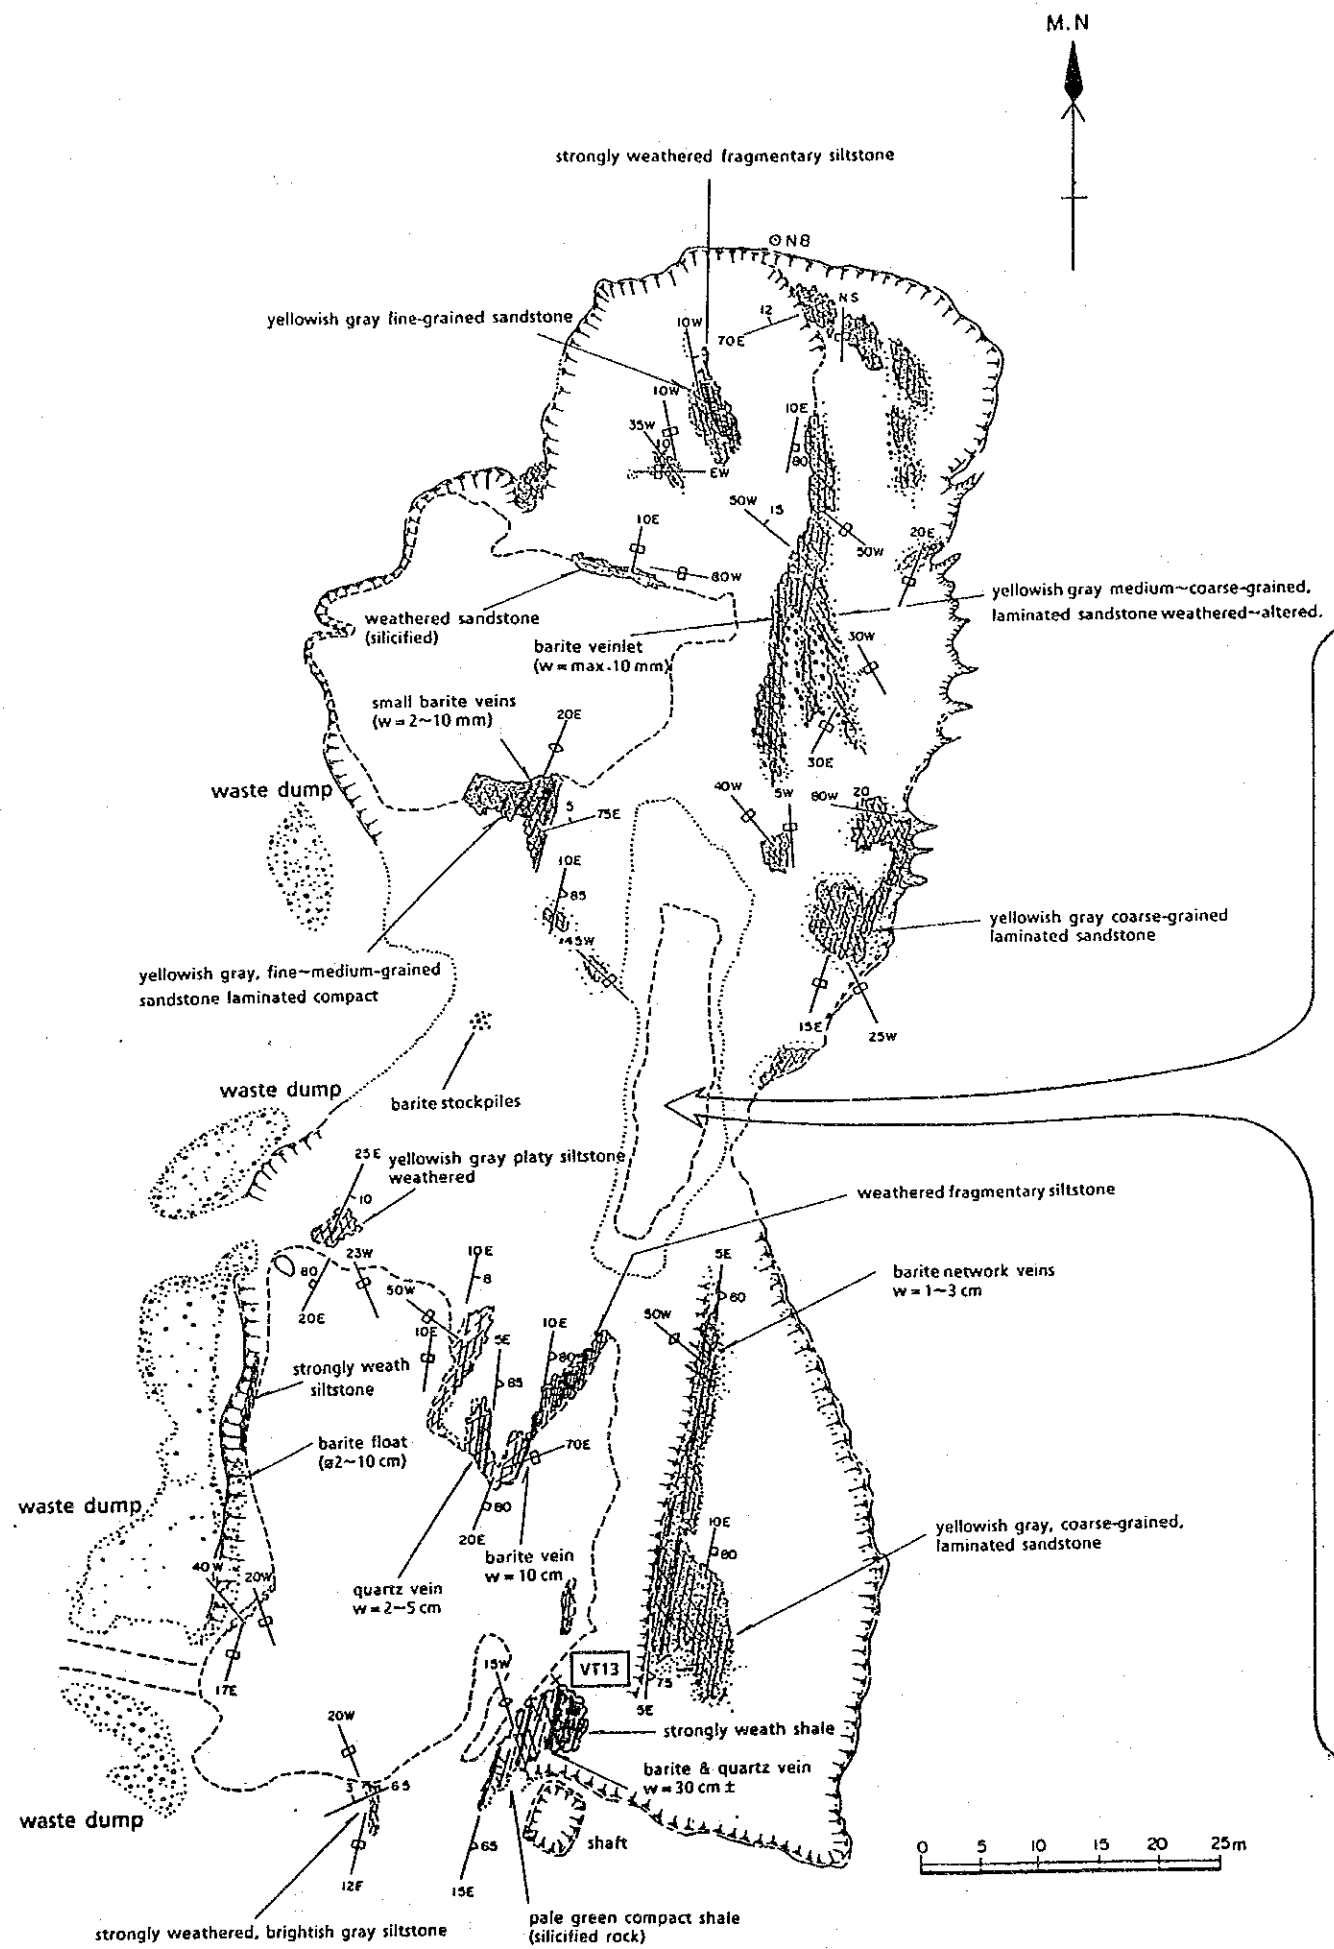 M.N
strongly weathered fragmentary siltstone
N8
NS
yellowish gray fine-grained sandstone
12
10W
70E
10W
10E
35W
10
80
EW
50W
15
10E
50W
20E
80W
yellowish gray medium~coarse-grained,
laminated sandstone weathered~altered.
weathered sandstone
(silicified)
barite veinlet
(w=max.10 mm)
30W
small barite veins
(w=2~10 mm)
20E
30E
waste dump
40W
5W
80W
20
5
75E
10E
85
45W
yellowish gray coarse-grained
laminated sandstone
yellowish gray, fine~medium-grained
sandstone laminated compact
15E
25W
waste dump
barite stockpiles
25E
yellowish gray platy siltstone
weathered
10
weathered fragmentary siltstone
80
23W
10E
8
5E
barite network veins
w=1~3 cm
50W
60
20E
10E
5E
10E
50W
80
strongly weath
siltstone
85
barite float
(ø2~10 cm)
70E
waste dump
80
20E
10E
80
yellowish gray, coarse-grained,
laminated sandstone
barite vein
w=10 cm
40W
20W
quartz vein
w=2~5 cm
15W
VT13
75
17E
5E
20W
strongly weath shale
barite & quartz vein
w=30 cm ±
3
65
waste dump
shaft
65
0 5 10 15 20 25m
12E
15E
pale green compact shale
(silicified rock)
strongly weathered, brightish gray siltstone